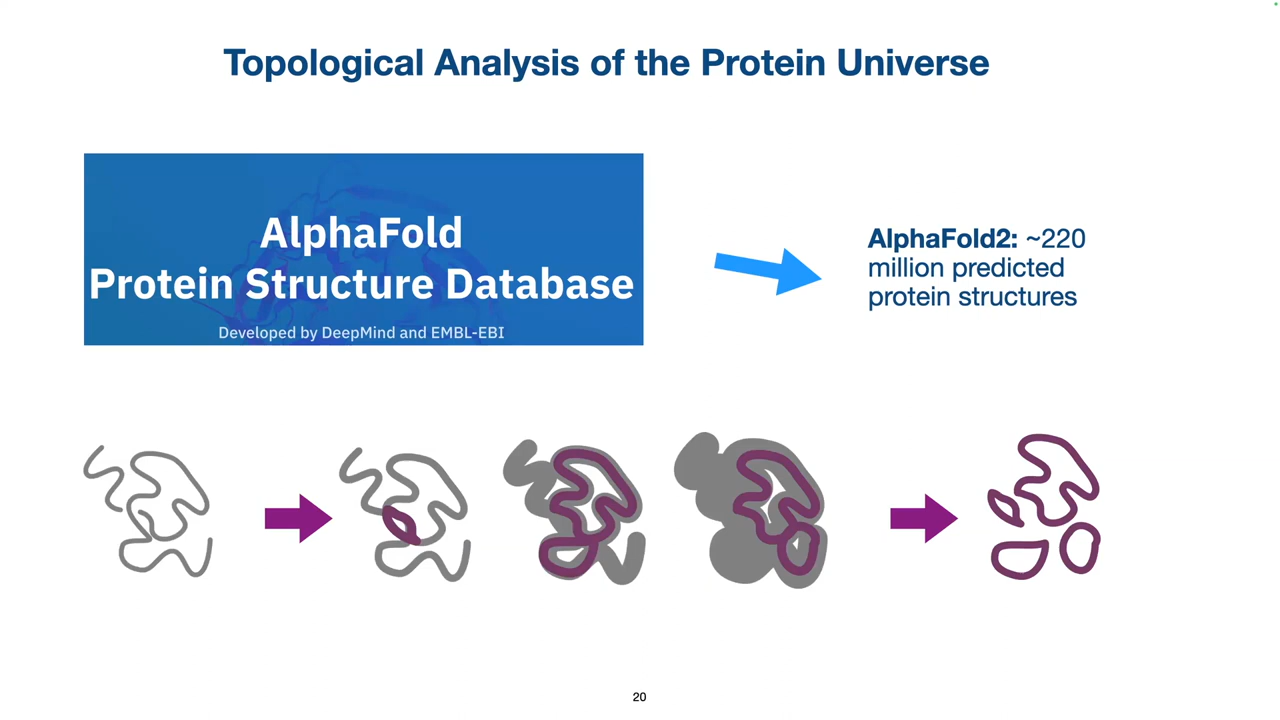 Topological Analysis of the Protein Universe
AlphaFold
Protein Structure Database
Developed by DeepMind and EMBL-EBI
AlphaFold2: ~220
million predicted
protein structures
20